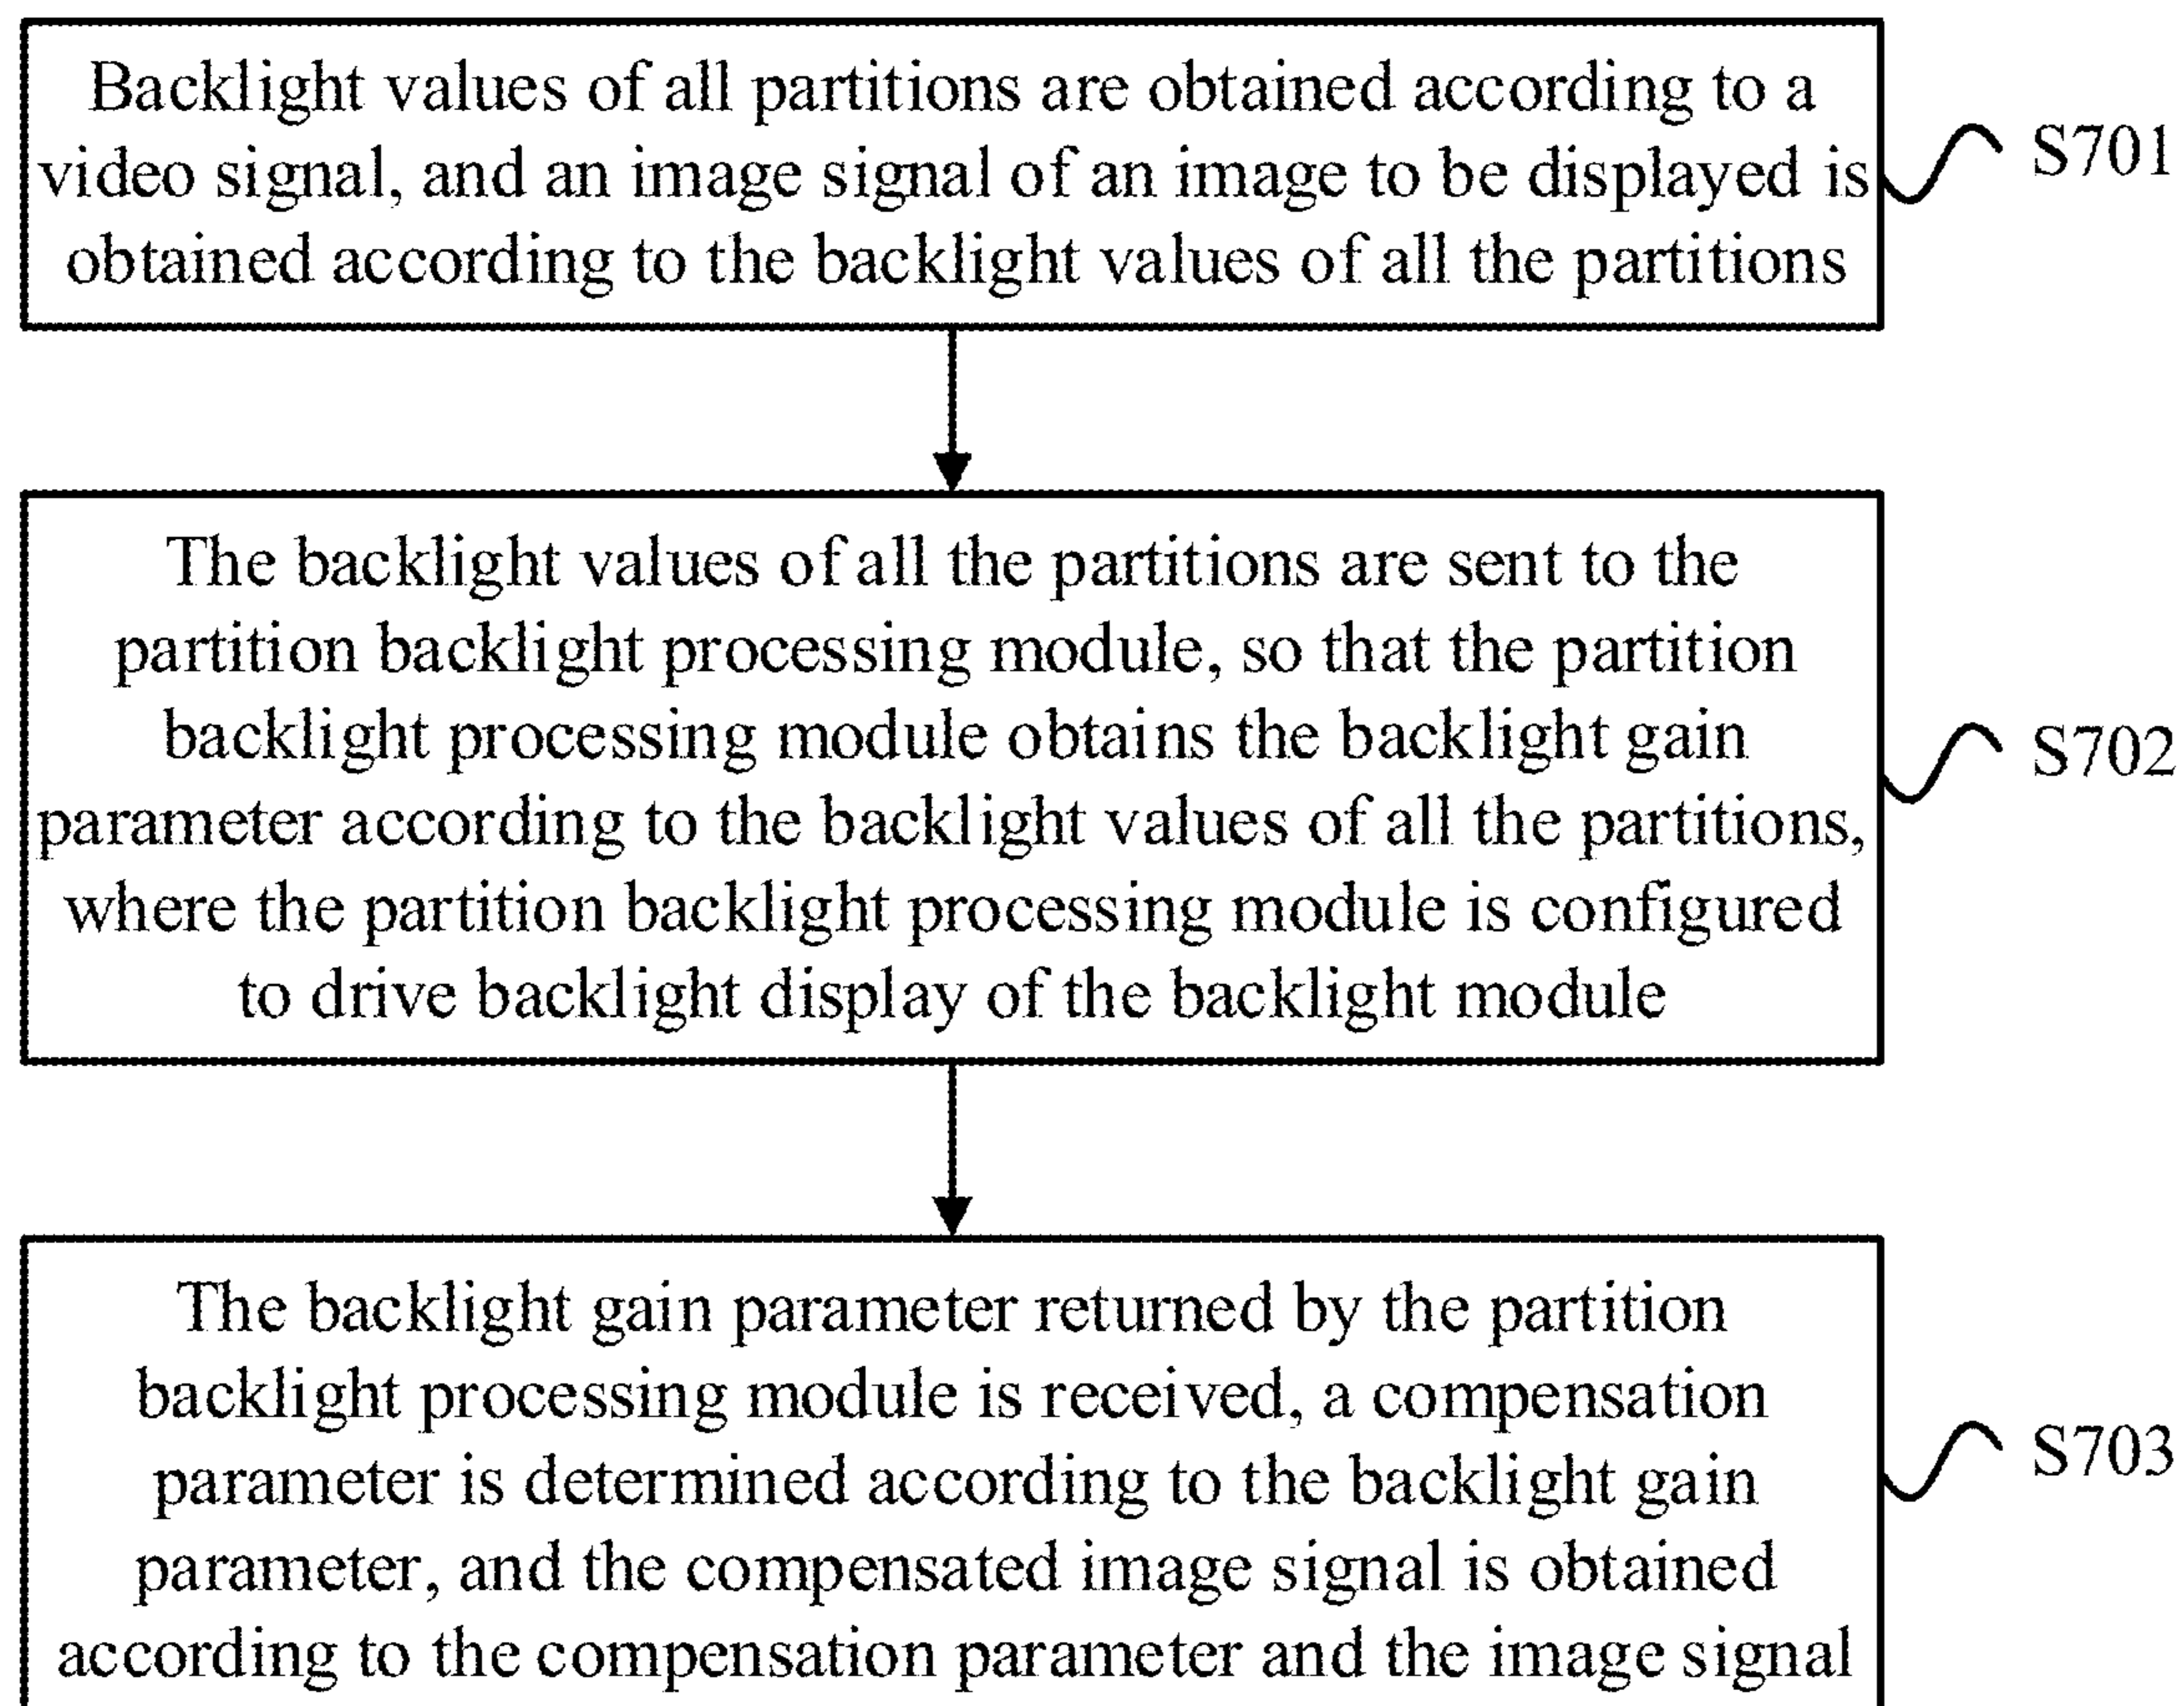 Backlight values of all partitions are obtained according to a
video signal, and an image signal of an image to be displayed is
obtained according to the backlight values of all the partitions
S701
The backlight values of all the partitions are sent to the
partition backlight processing module, so that the partition
backlight processing module obtains the backlight gain
parameter according to the backlight values of all the partitions,
where the partition backlight processing module is configured
to drive backlight display of the backlight module
S702
The backlight gain parameter returned by the partition
backlight processing module is received, a compensation
parameter is determined according to the backlight gain
parameter, and the compensated image signal is obtained
according to the compensation parameter and the image signal
S703